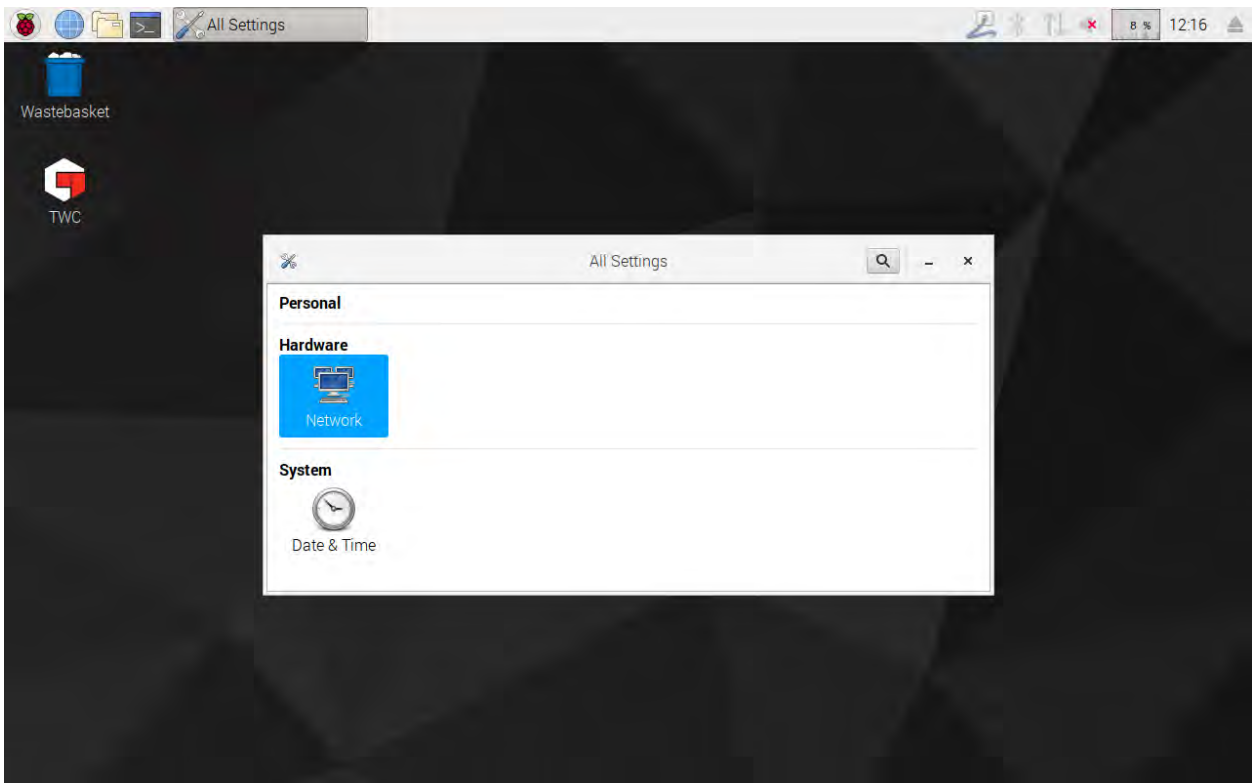 All Settings
8 %
12:16
Wastebasket
TWC
All Settings
Personal
Hardware
Network
System
Date & Time